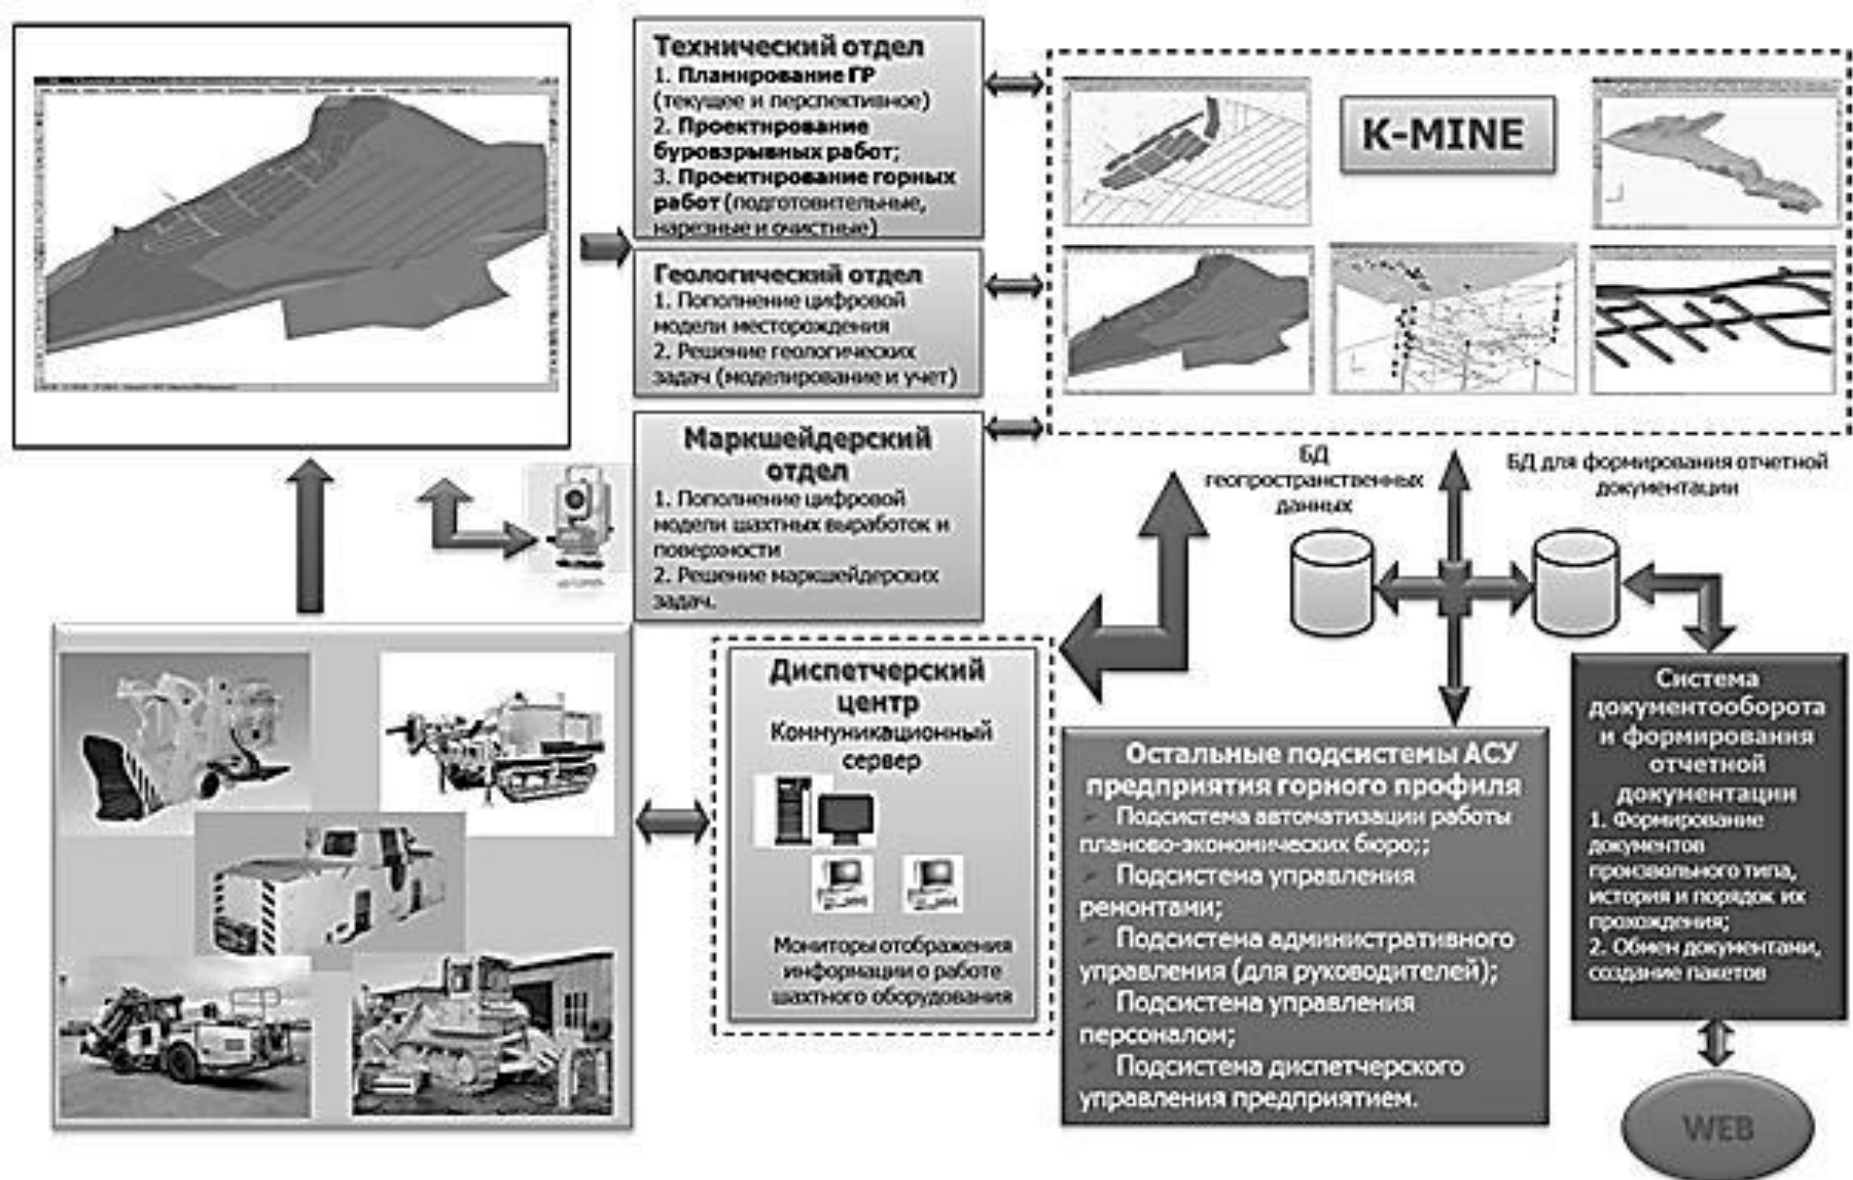 Технический отдел
1. Планирование ГР
(текущее и перспективное)
2. Проектирование
буровзрывных работ;
3. Проектирование горных
работ (подготовительные,
нарезные и очистные)
Геологический отдел
1. Пополнение цифровой
модели месторождения
2. Решение геологических
задач (моделирование и учет)
Маркшейдерский
отдел
1. Пополнение цифровой
модели шахтных выработок и
поверхности
2. Решение маркшейдерских
задач.
K-MINE
БД
геопространственных
данных
БД для формирования отчетной
документации
Диспетчерский
центр
Коммуникационный
сервер
Мониторы отображения
информации о работе
шахтного оборудования
Остальные подсистемы АСУ
предприятия горного профиля
Подсистема автоматизации работы
планово-экономических бюро;;
Подсистема управления
ремонтами;
Подсистема административного
управления (для руководителей);
Подсистема управления
персоналом;
Подсистема диспетчерского
управления предприятием.
Система
документооборота
и формирования
отчетной
документации
1. Формирование
документов
произвольного типа,
история и порядок их
прохождения;
2. Обмен документами,
создание пакетов
WEB